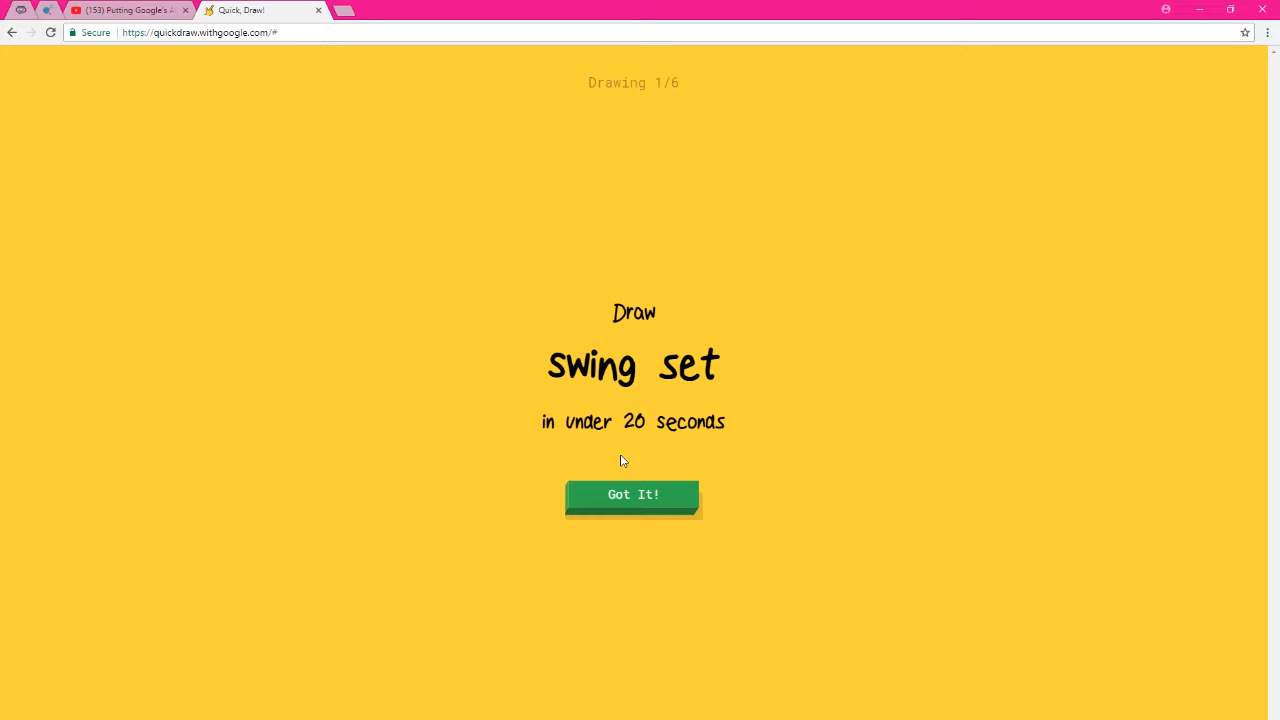 (153) Putting Google's A
Quick, Draw!
Secure
https://quickdraw.withgoogle.com/#
Drawing 1/6
Draw
swing set
in under 20 seconds
Got It!